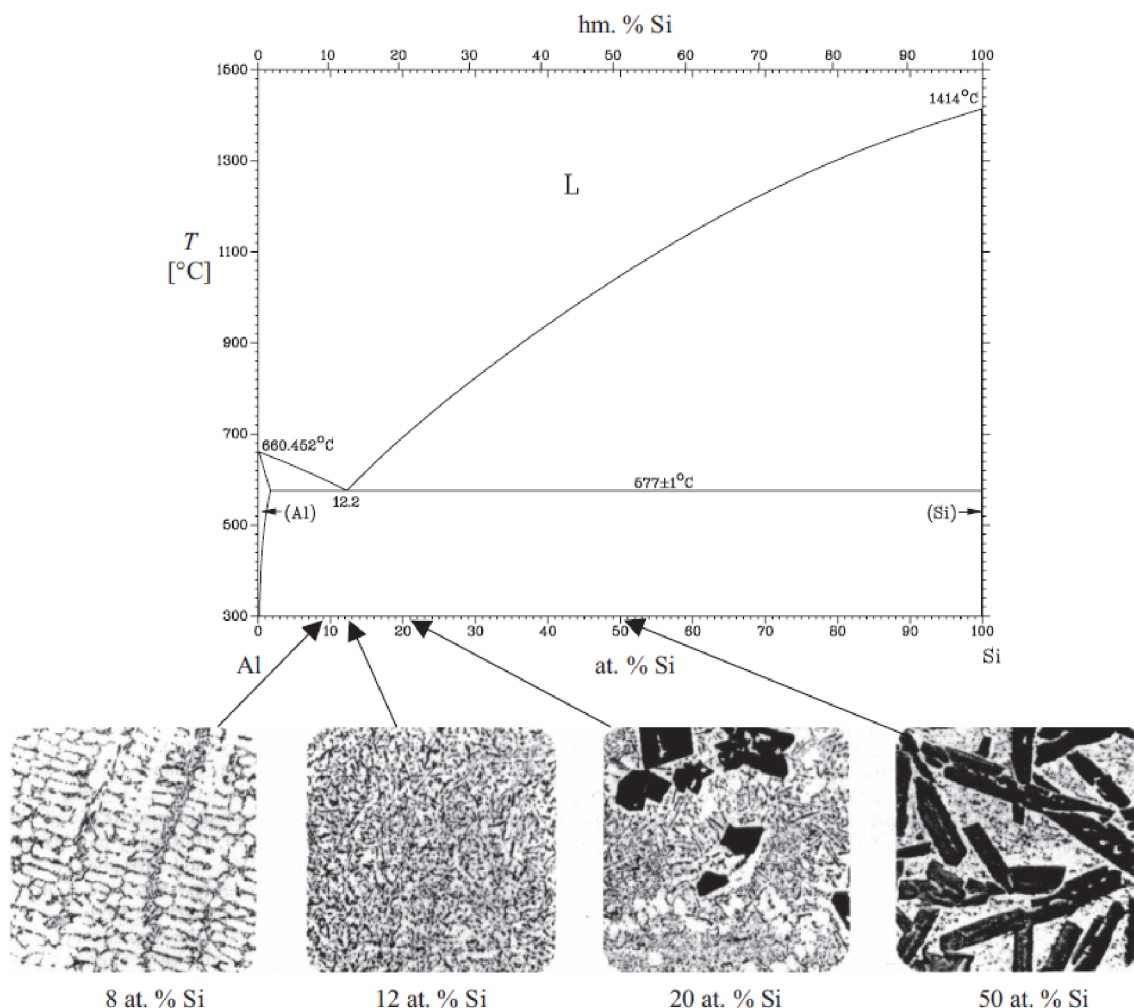 hm. % Si
0 10 20 30 40 50 60 70 80 90 100
1500
1414°C
1300
L
T
[°C]
1100
900
700
660.452°C
577±1°C
12.2
500
(Al)
(Si)
300
0 10 20 30 40 50 60 70 80 90 100
Al
at. % Si
Si
8 at. % Si
12 at. % Si
20 at. % Si
50 at. % Si